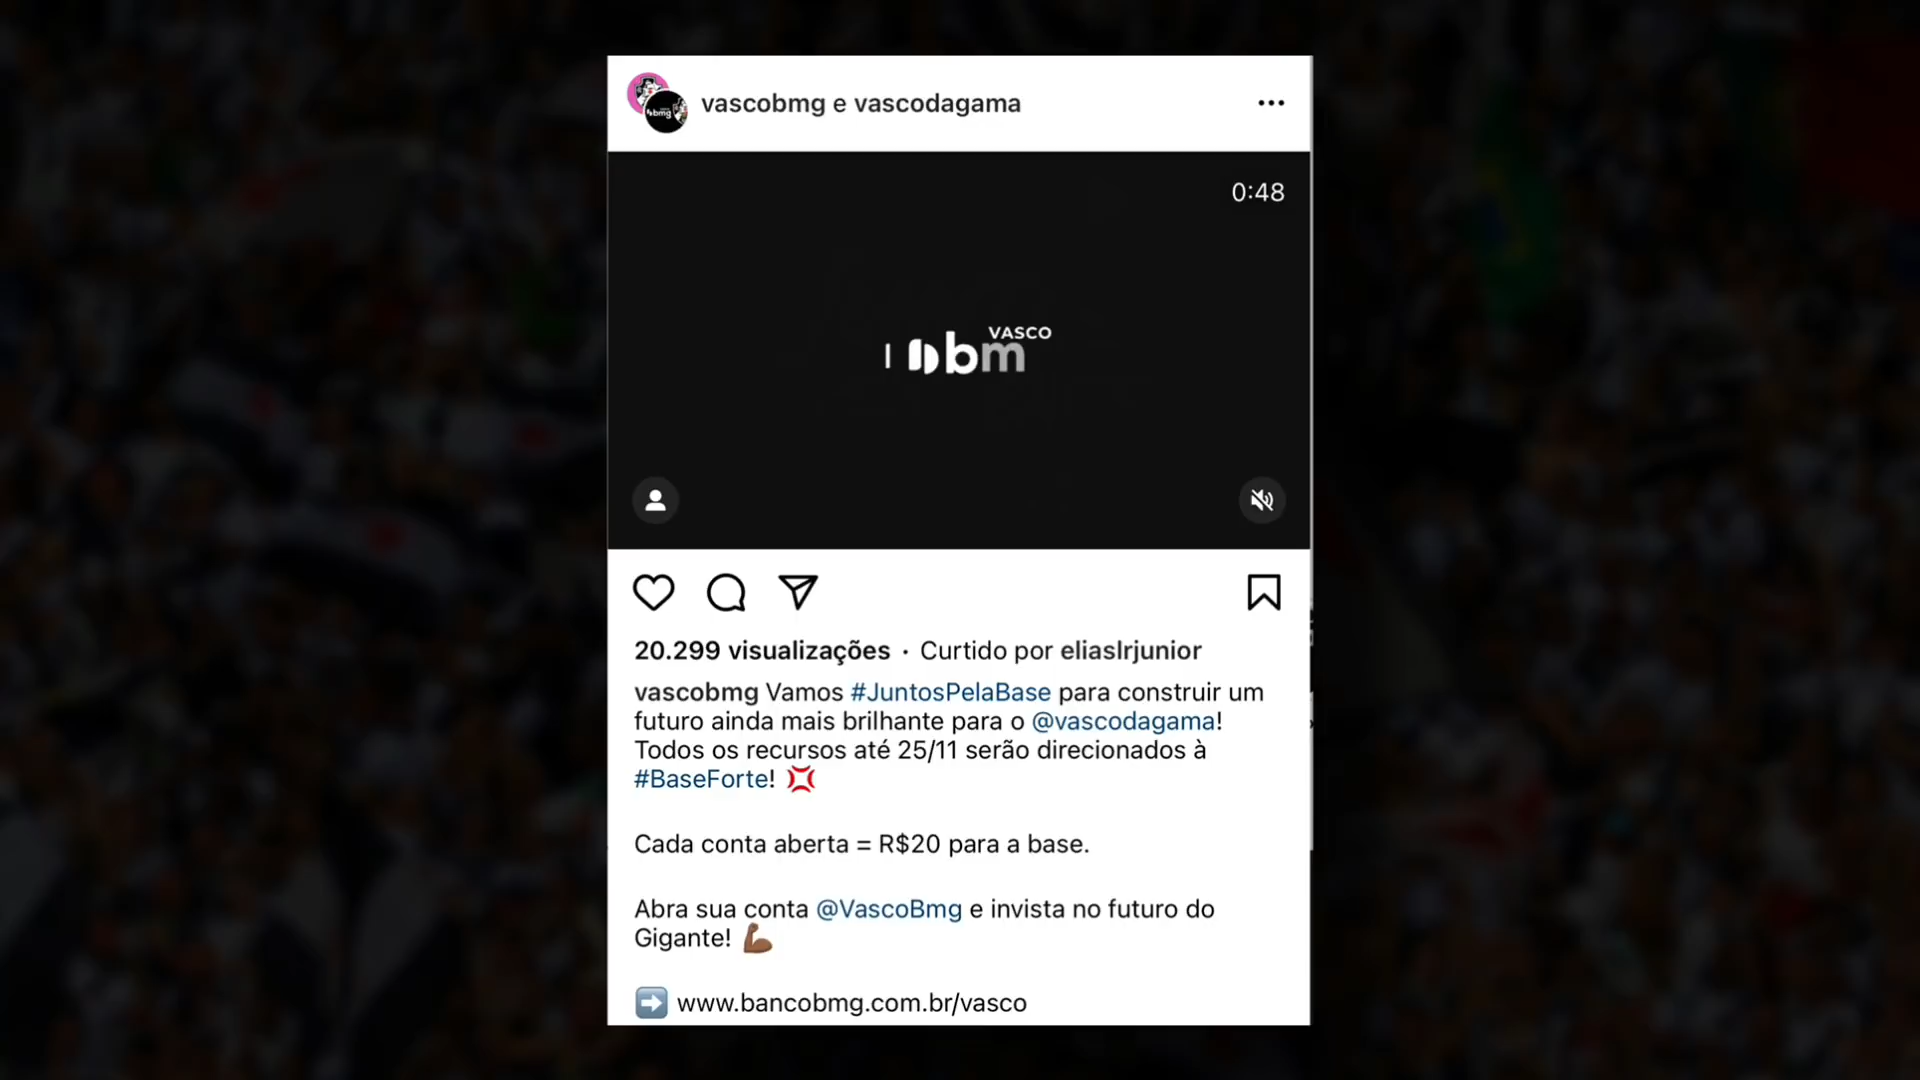 bmg
vascobmg e vascodagama
0:48
VASCO
bm
20.299 visualizações · Curtido por eliaslrjunior
vascobmg Vamos #JuntosPelaBase para construir um
futuro ainda mais brilhante para o @vascodagama!
Todos os recursos até 25/11 serão direcionados à
#BaseForte! 💢
Cada conta aberta = R$20 para a base.
Abra sua conta @VascoBmg e invista no futuro do
Gigante! 💪🏾
➡️ www.bancobmg.com.br/vasco